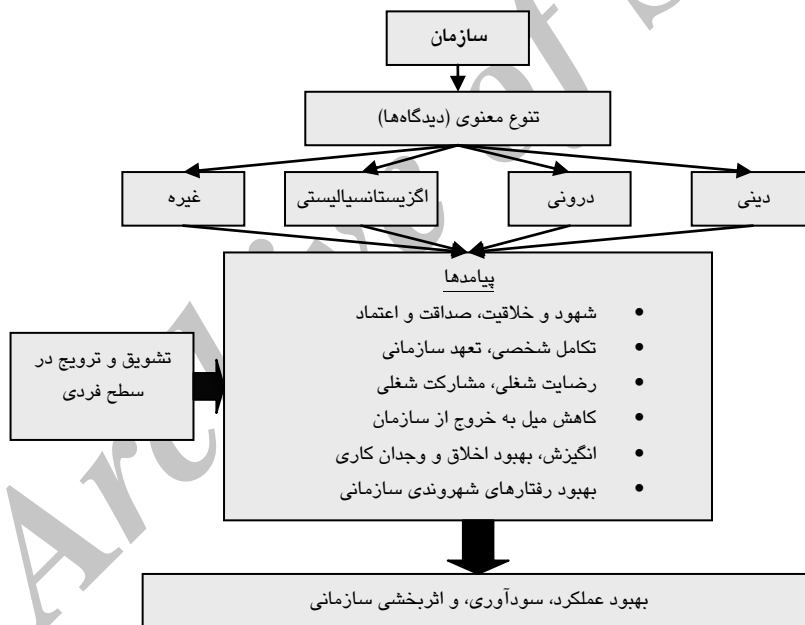 سازمان
تنوع معنوی (دیدگاه‌ها)
دینی
درونی
اگزیستانسیالیستی
غیره
پیامدها
• شهود و خلاقیت، صداقت و اعتماد
• تکامل شخصی، تعهد سازمانی
• رضایت شغلی، مشارکت شغلی
• کاهش میل به خروج از سازمان
• انگیزش، بهبود اخلاق و وجدان کاری
• بهبود رفتارهای شهروندی سازمانی
تشویق و ترویج در
سطح فردی
بهبود عملکرد، سودآوری، و اثربخشی سازمانی
Archive of S